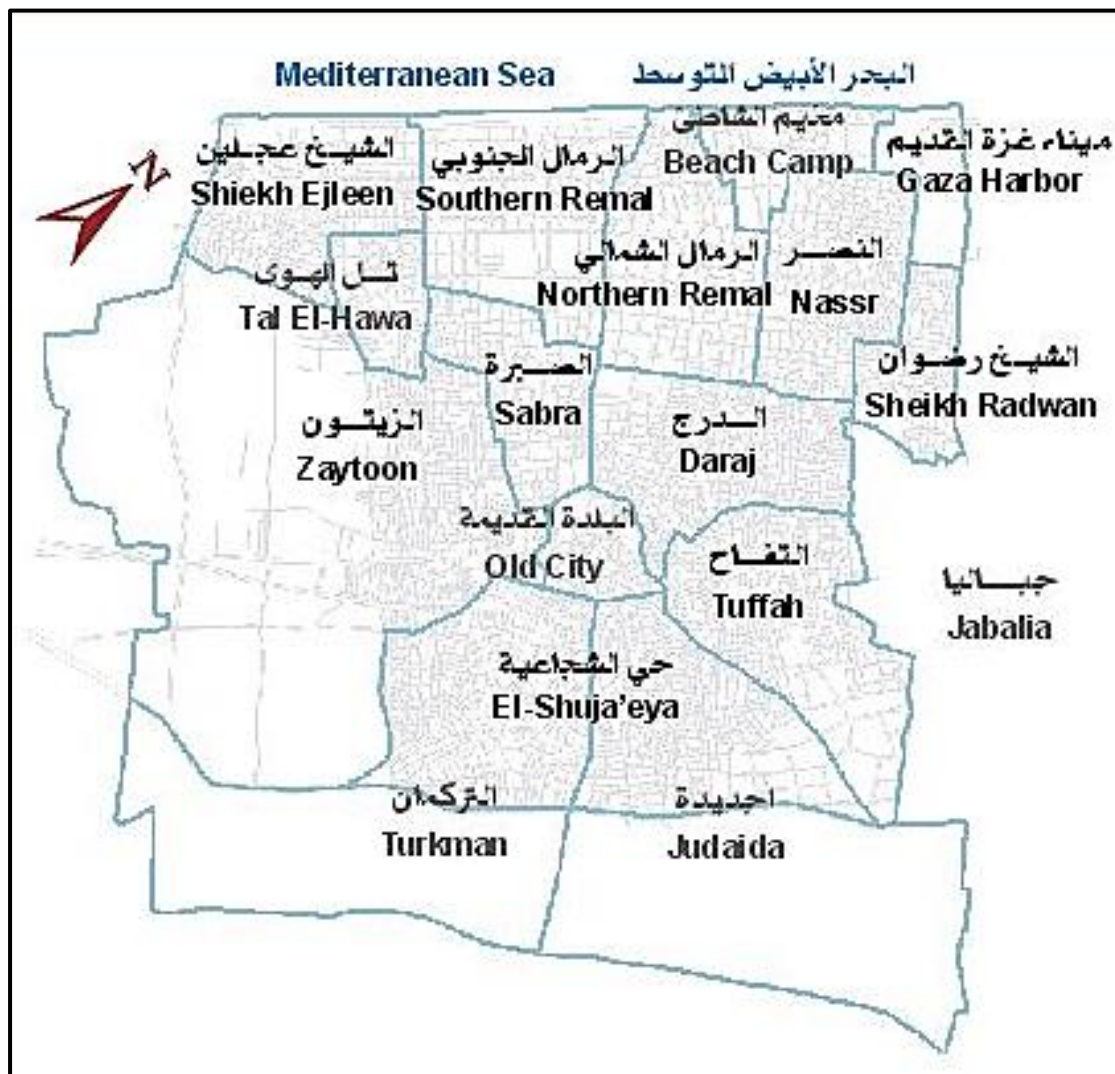 Mediterranean Sea
البحر الأبيض المتوسط
N
الشيخ عجلين
Shiekh Ejleen
الرمال الجنوبي
Southern Remal
مخيم الشاطئ
Beach Camp
ميناء غزة القديم
Gaza Harbor
تل الهوى
Tal El-Hawa
الرمال الشمالي
Northern Remal
النصر
Nassr
الصبرة
Sabra
الشيخ رضوان
Sheikh Radwan
الزيتون
Zaytoon
الدرج
Daraj
البلدة القديمة
Old City
التفاح
Tuffah
جباليا
Jabalia
حي الشجاعية
El-Shuja’eya
التركمان
Turkman
اجديدة
Judaida